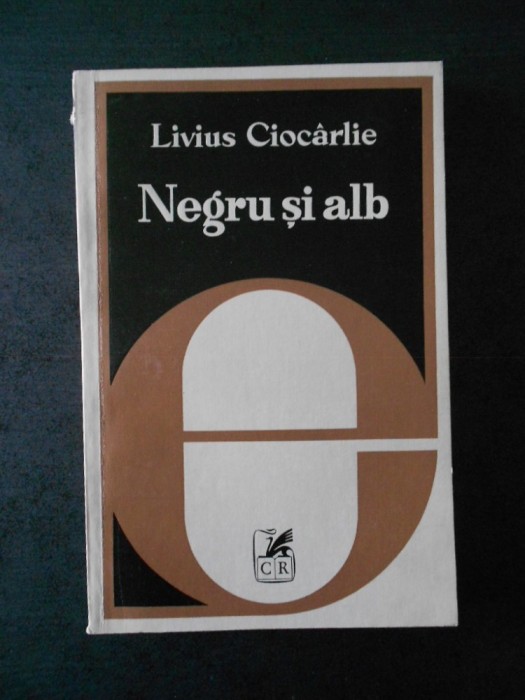 Livius Ciocârlie
Negru și alb
e
CR